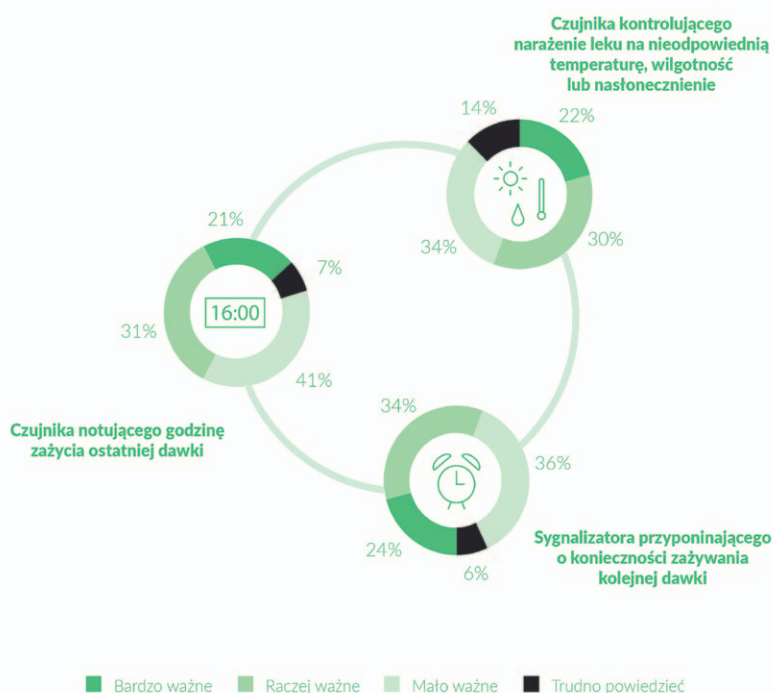 Czujnika kontrolującego
narażenie leku na nieodpowiednią
temperaturę, wilgotność
lub nasłonecznienie
14%
22%
34%
30%
21%
7%
16:00
31%
41%
Czujnika notującego godzinę
zażycia ostatniej dawki
34%
36%
24%
6%
Sygnalizatora przyponinającego
o konieczności zażywania
kolejnej dawki
Bardzo ważne
Raczej ważne
Mało ważne
Trudno powiedzieć